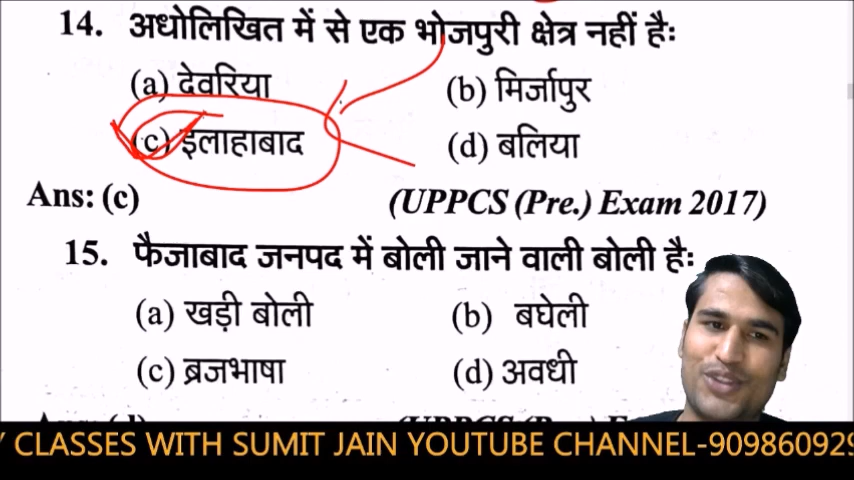 14. अधोलिखित में से एक भोजपुरी क्षेत्र नहीं हैः
(a) देवरिया (b) मिर्जापुर
(c) इलाहाबाद (d) बलिया
Ans: (c) (UPPCS (Pre.) Exam 2017)
15. फैजाबाद जनपद में बोली जाने वाली बोली हैः
(a) खड़ी बोली (b) बघेली
(c) ब्रजभाषा (d) अवधी
CLASSES WITH SUMIT JAIN YOUTUBE CHANNEL-909860929